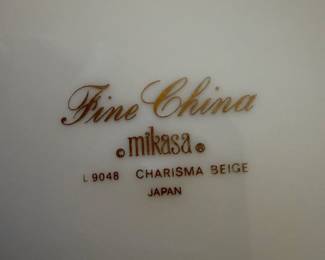 Fine China
© mikasa ®
L 9048 CHARISMA BEIGE
JAPAN